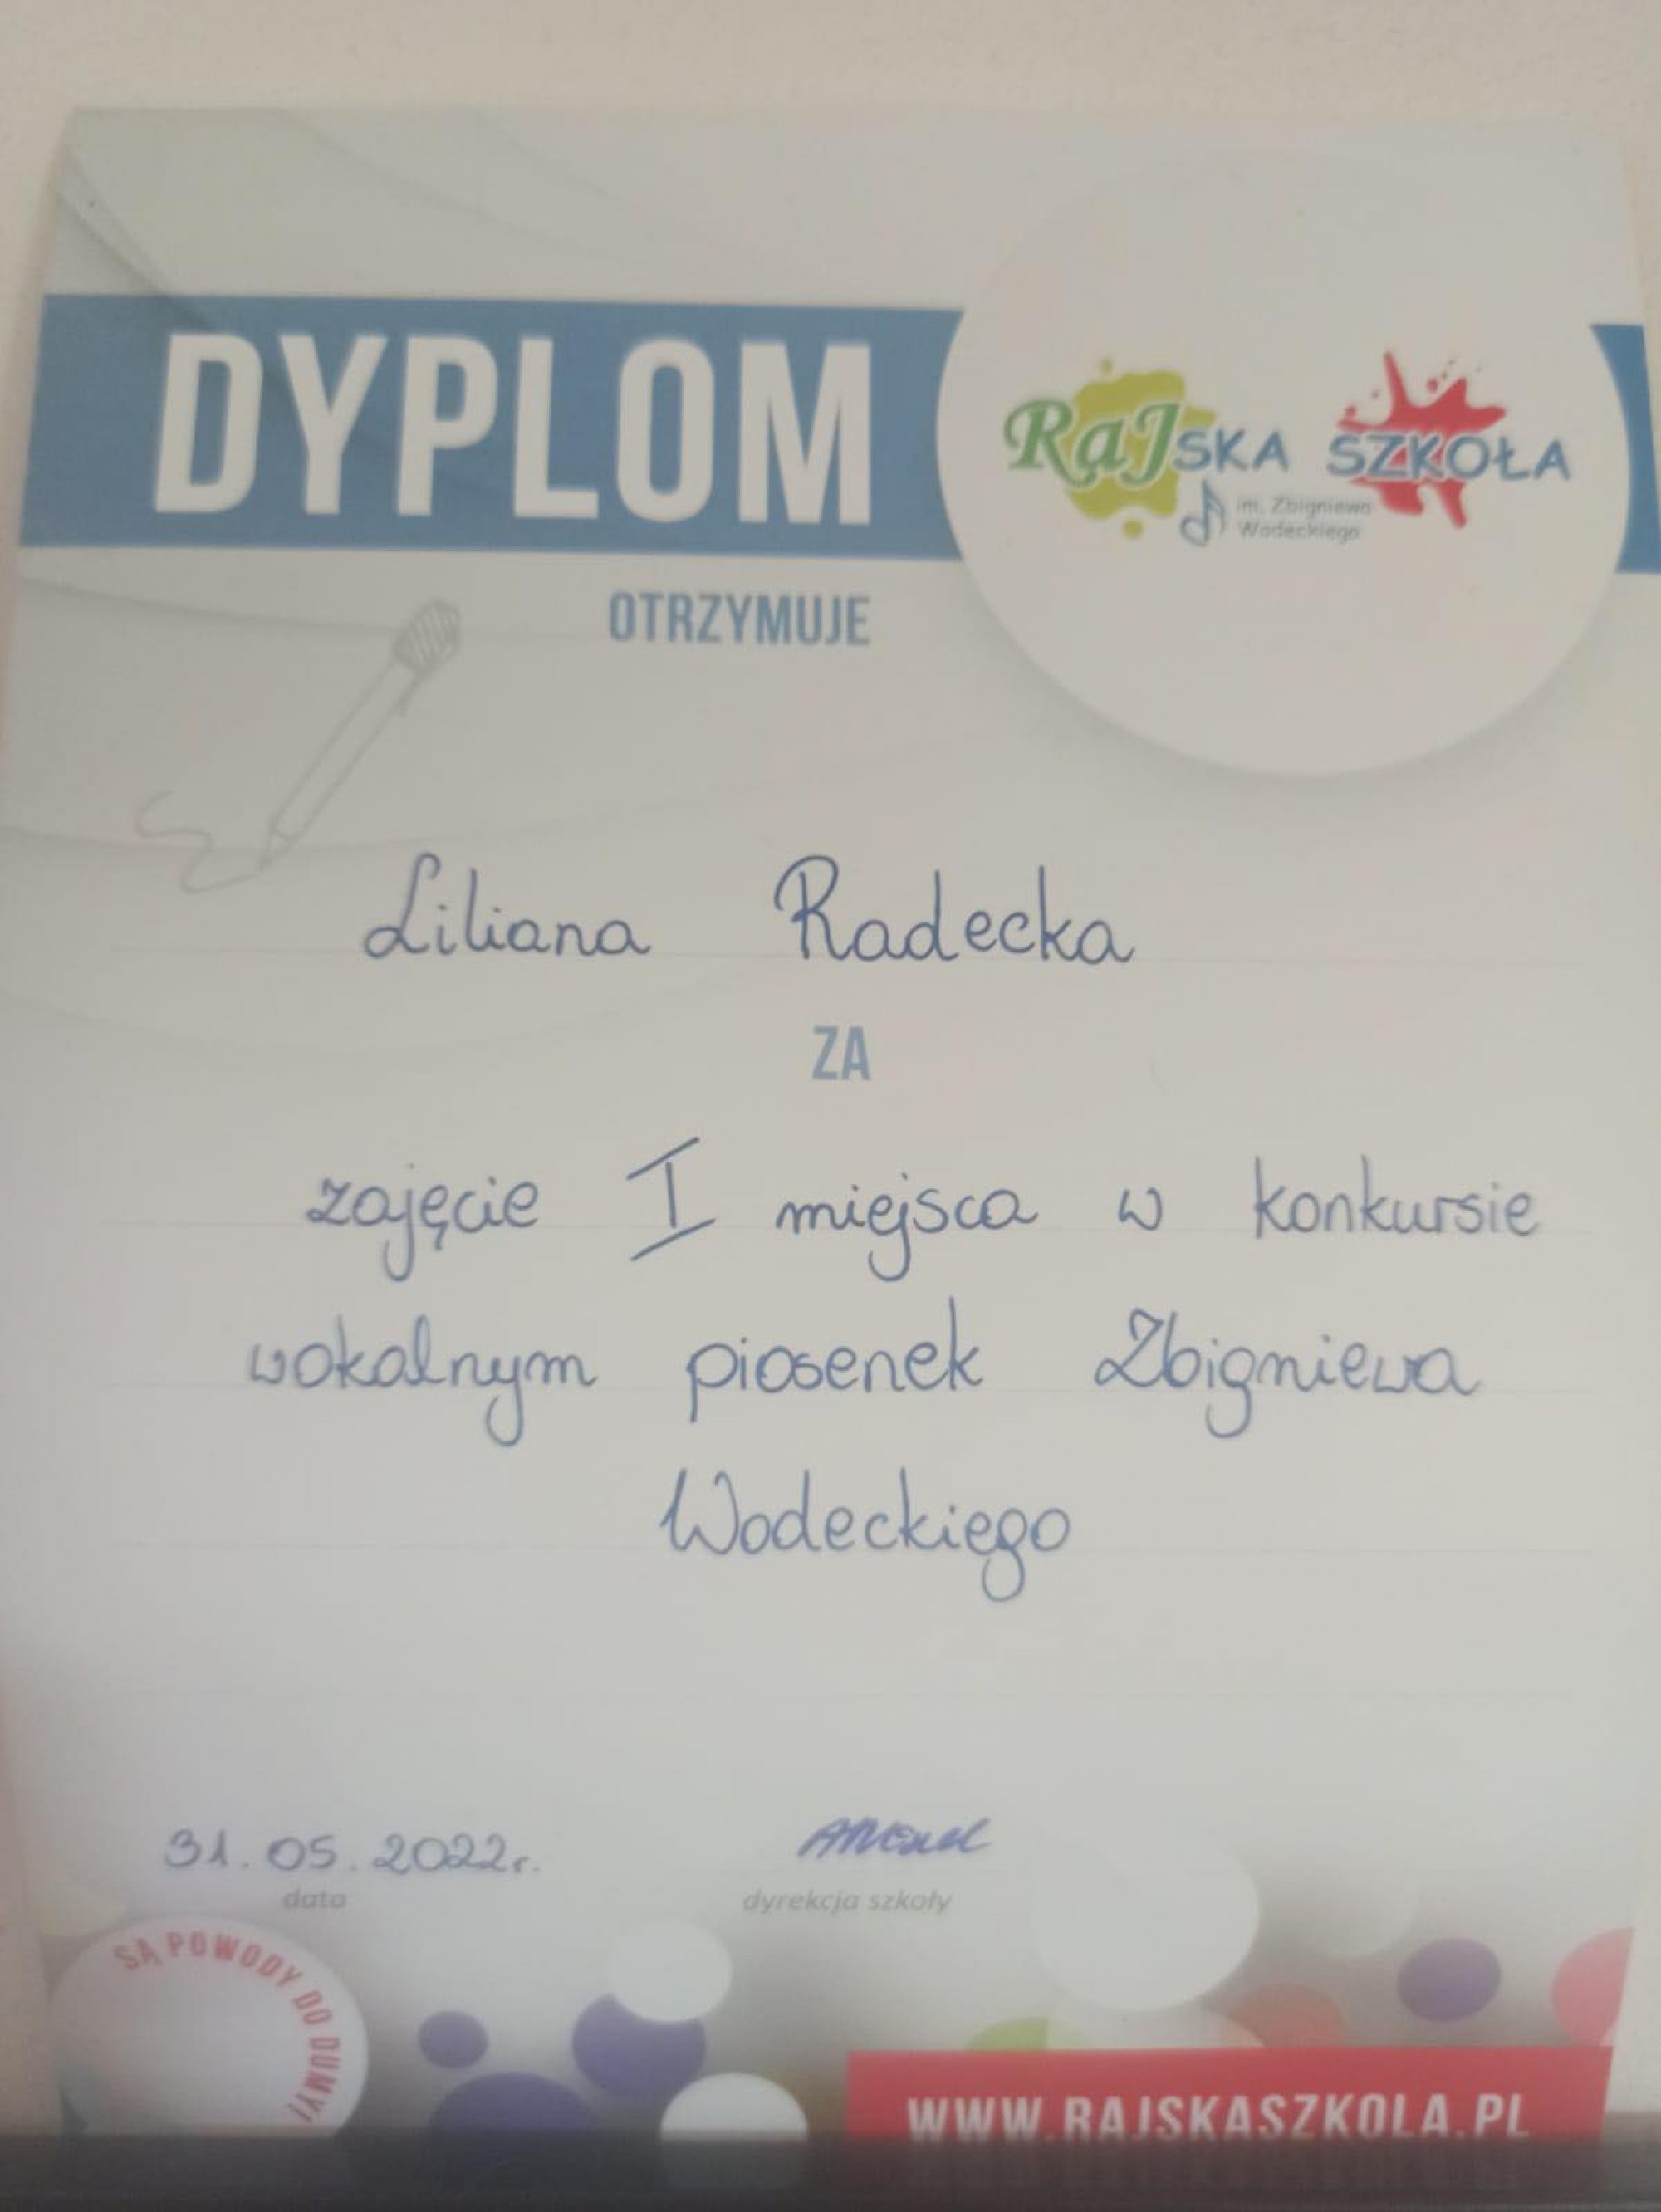 DYPLOM
RaJSKA SZKOŁA
im. Zbigniewa
Wodeckiego
OTRZYMUJE
Liliana Radecka
ZA
zajęcie I miejsca w konkursie
wokalnym piosenek Zbigniewa
Wodeckiego
31.05.2022r.
data
dyrekcja szkoły
SĄ POWODY DO DUMY!
WWW.RAJSKASZKOLA.PL